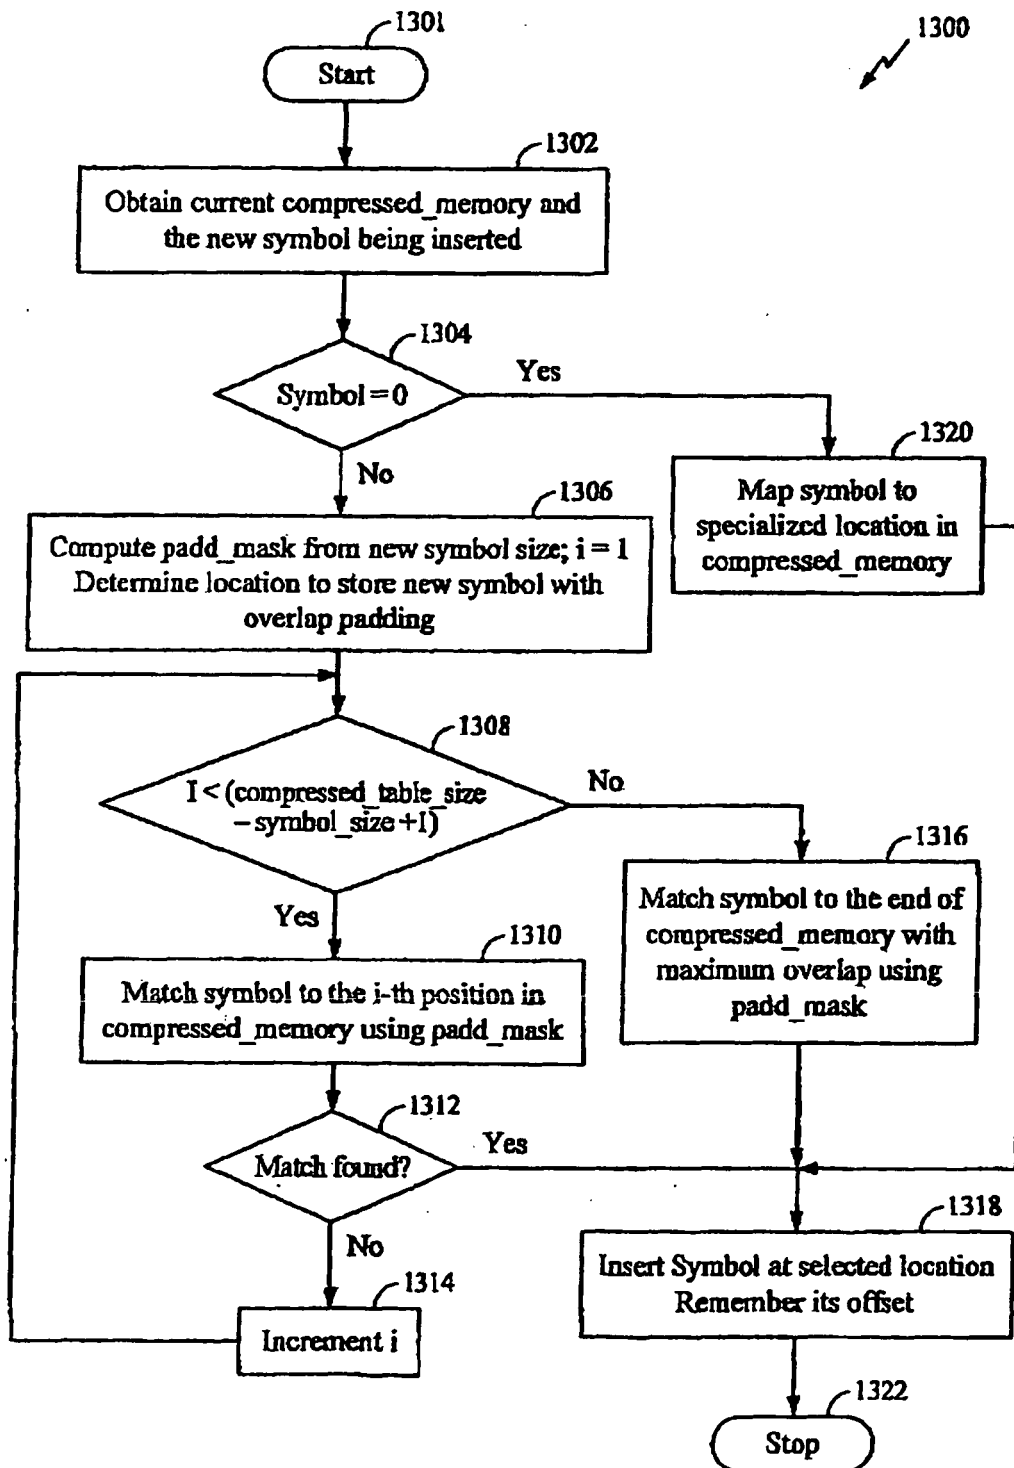 1301
1300
Start
1302
Obtain current compressed_memory and
the new symbol being inserted
1304
Symbol = 0
Yes
No
1320
Map symbol to
specialized location in
compressed_memory
1306
Compute padd_mask from new symbol size; i = 1
Determine location to store new symbol with
overlap padding
1308
I < (compressed_table_size
– symbol_size +I)
No
Yes
1316
Match symbol to the end of
compressed_memory with
maximum overlap using
padd_mask
1310
Match symbol to the i-th position in
compressed_memory using padd_mask
1312
Match found?
Yes
No
1318
Insert Symbol at selected location
Remember its offset
1314
Increment i
1322
Stop